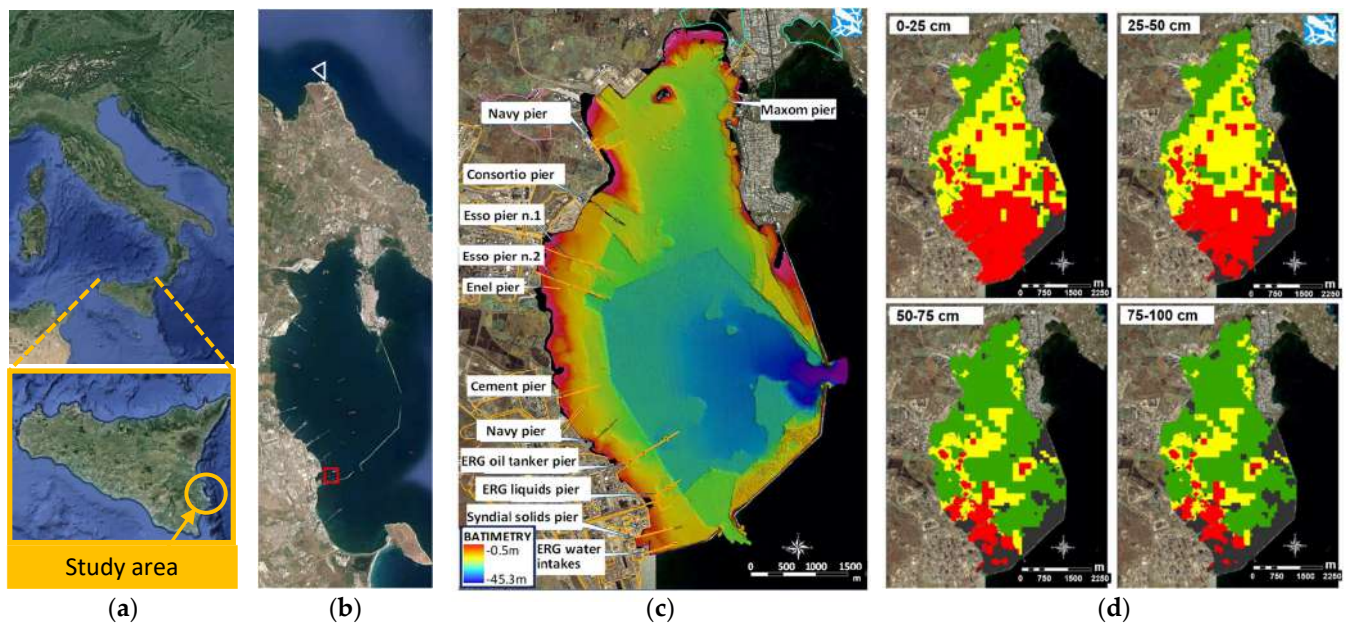 Study area
(a)
(b)
Navy pier
Maxom pier
Consortio pier
Esso pier n.1
Esso pier n.2
Enel pier
Cement pier
Navy pier
ERG oil tanker pier
ERG liquids pier
Syndial solids pier
ERG water
intakes
BATIMETRY
-0.5m
-45.3m
0 500 1000 1500
m
(c)
0-25 cm
m
0 750 1500 2250
25-50 cm
m
0 750 1500 2250
50-75 cm
m
0 750 1500 2250
75-100 cm
m
0 750 1500 2250
(d)